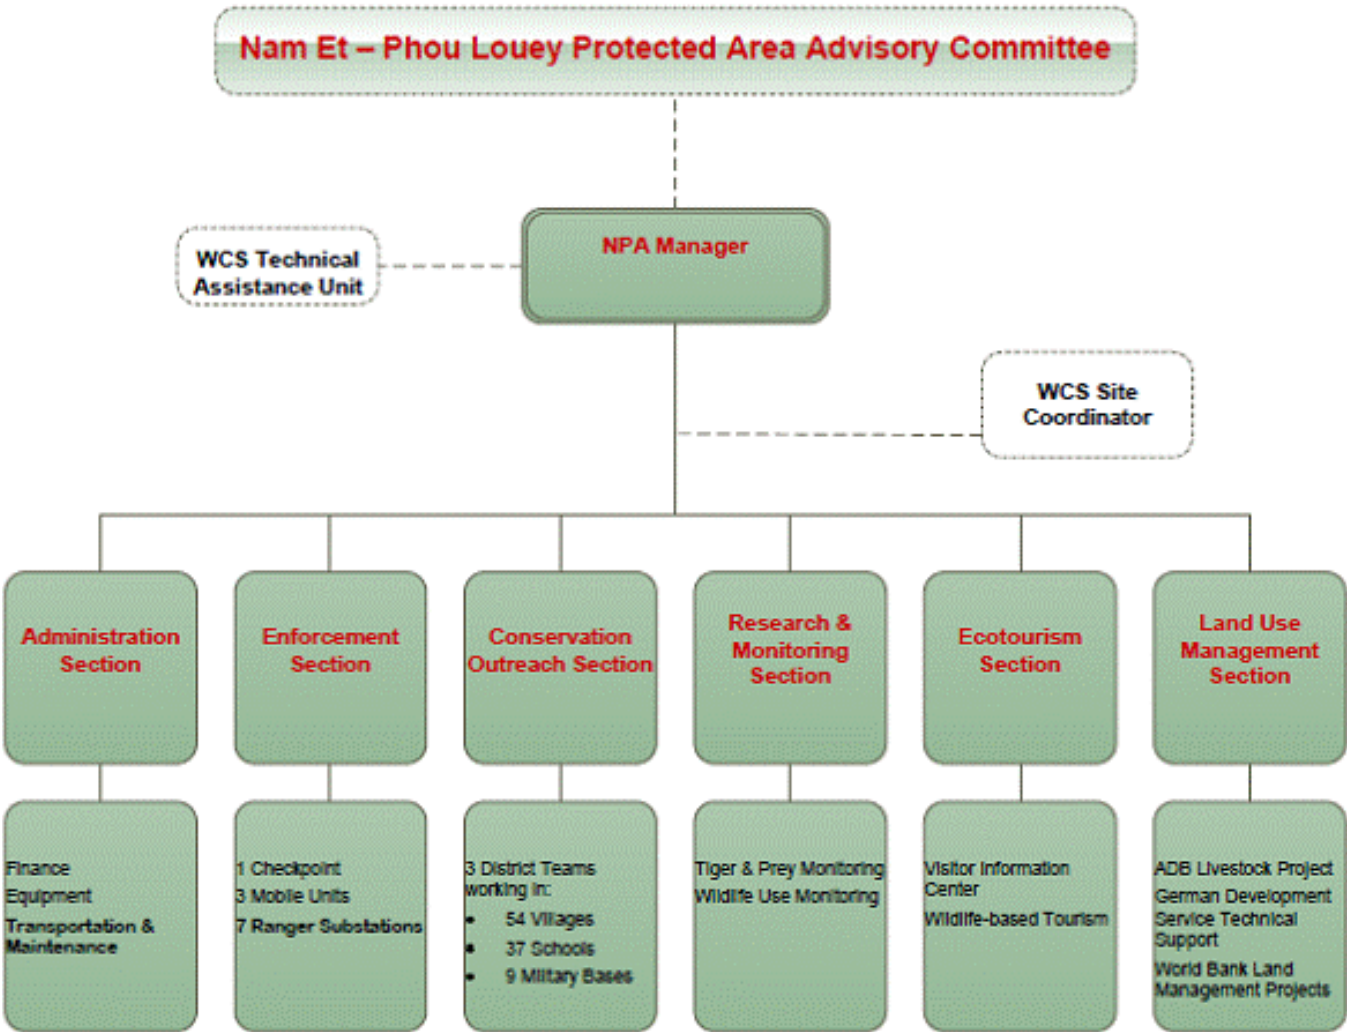 Nam Et – Phou Louey Protected Area Advisory Committee
NPA Manager
WCS Technical
Assistance Unit
WCS Site
Coordinator
Administration
Section
Enforcement
Section
Conservation
Outreach Section
Research &
Monitoring
Section
Ecotourism
Section
Land Use
Management
Section
Finance
Equipment
Transportation &
Maintenance
1 Checkpoint
3 Mobile Units
7 Ranger Substations
3 District Teams
working in:
• 54 Villages
• 37 Schools
• 9 Military Bases
Tiger & Prey Monitoring
Wildlife Use Monitoring
Visitor Information
Center
Wildlife-based Tourism
ADB Livestock Project
German Development
Service Technical
Support
World Bank Land
Management Projects